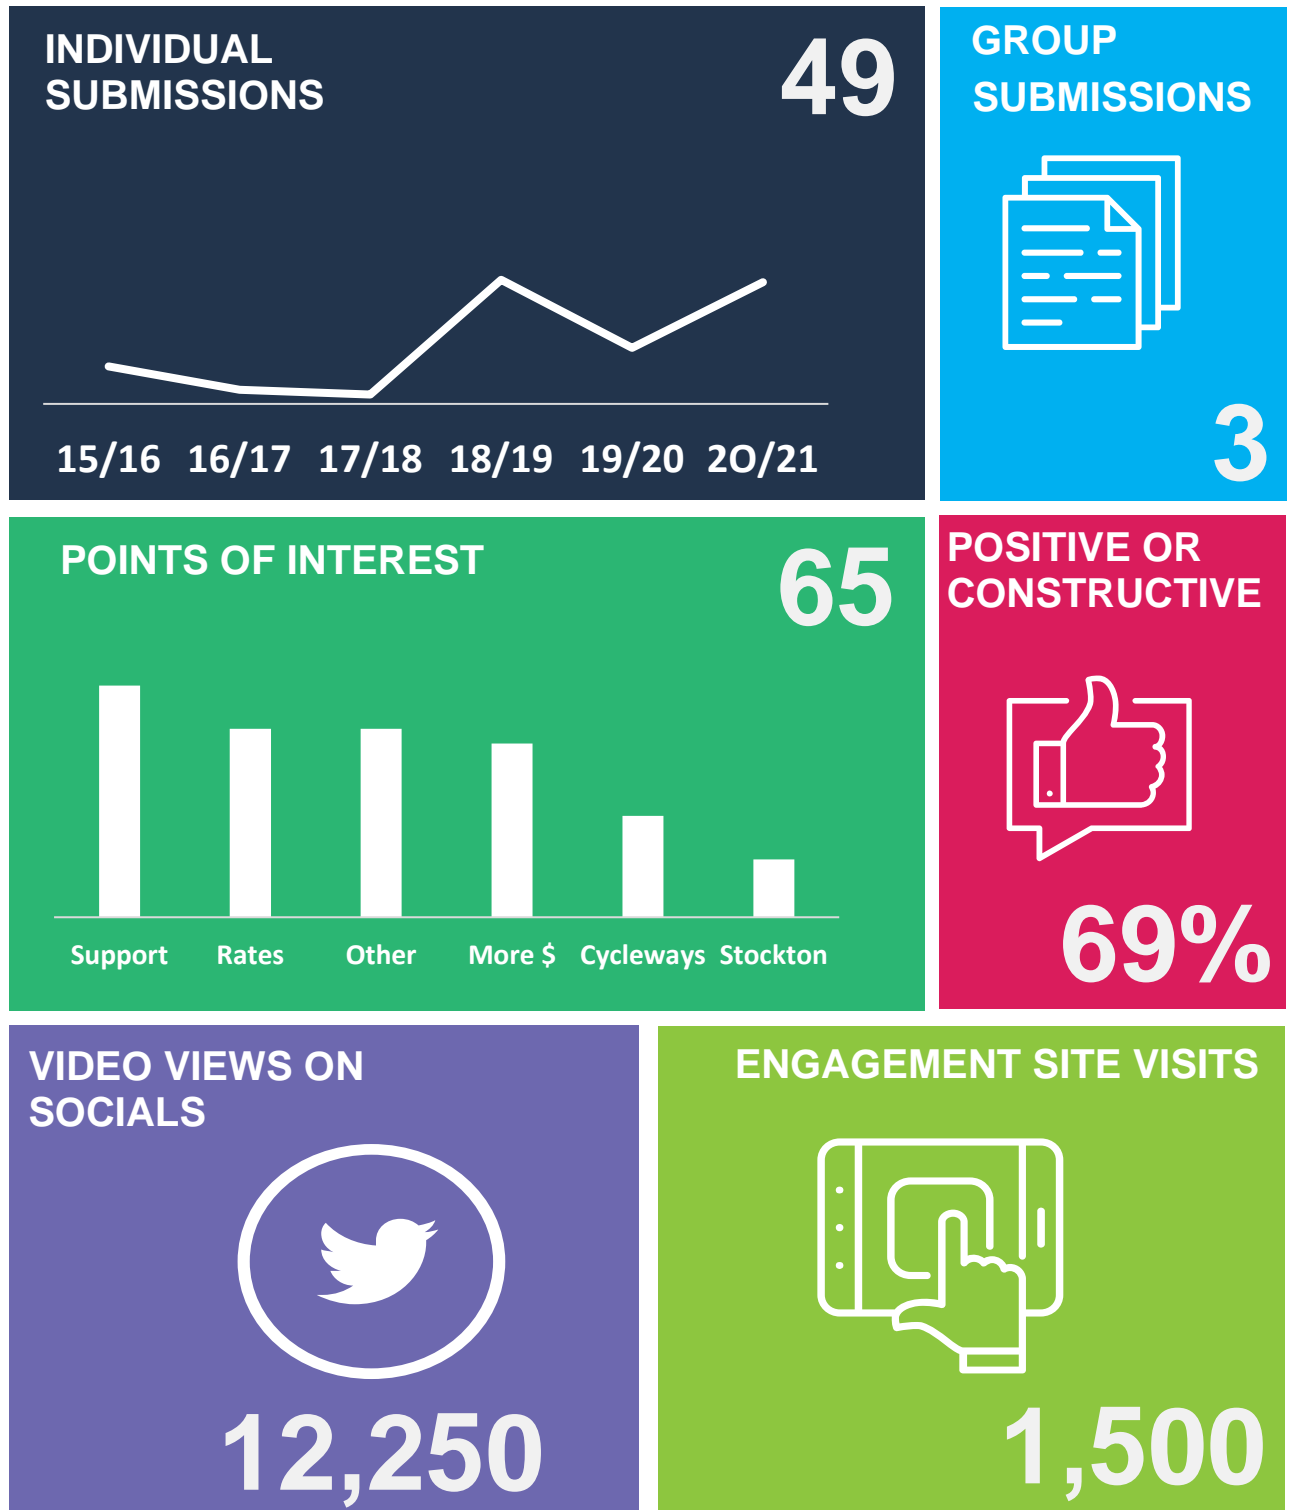 INDIVIDUAL
SUBMISSIONS
49
15/16 16/17 17/18 18/19 19/20 2O/21
GROUP
SUBMISSIONS
3
POINTS OF INTEREST
65
Support Rates Other More $ Cycleways Stockton
POSITIVE OR
CONSTRUCTIVE
69%
VIDEO VIEWS ON
SOCIALS
12,250
ENGAGEMENT SITE VISITS
1,500